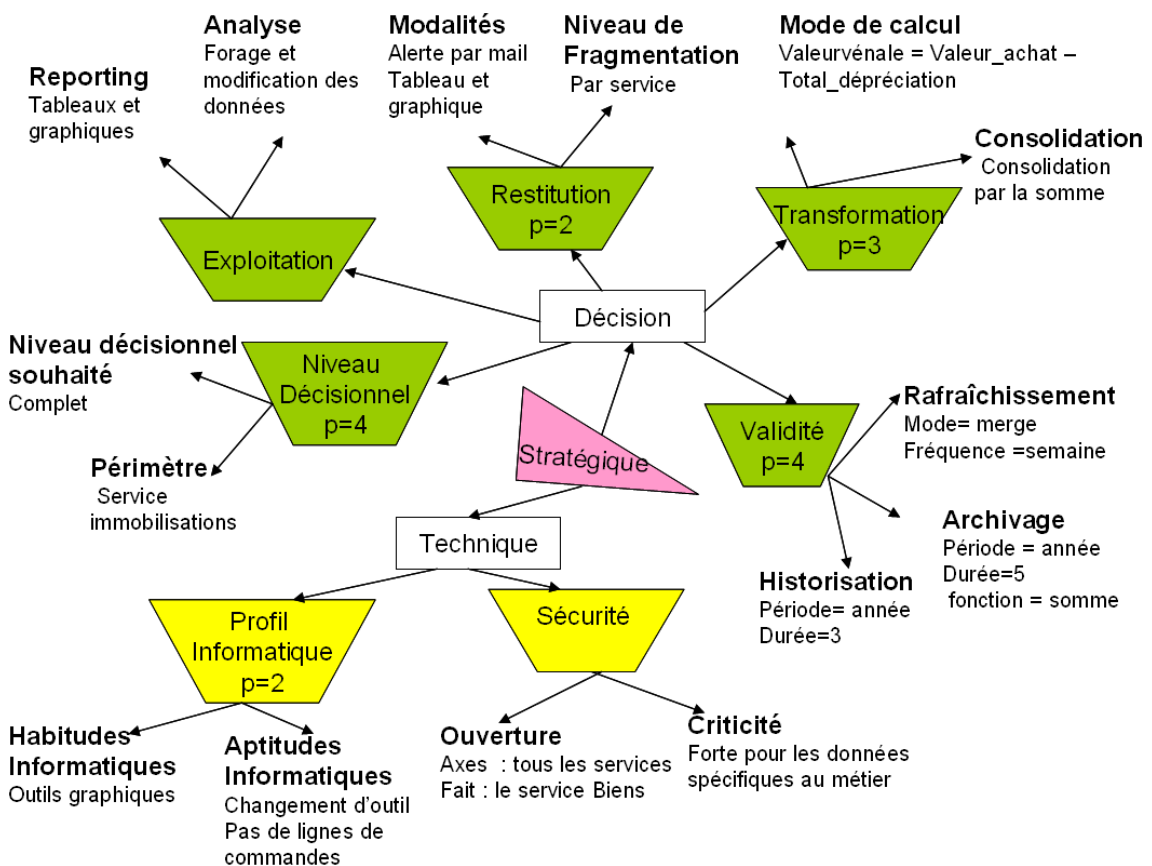 Analyse
Forage et
modification des
données
Modalités
Alerte par mail
Tableau et
graphique
Niveau de
Fragmentation
Par service
Mode de calcul
Valeurvénale = Valeur_achat –
Total_dépréciation
Reporting
Tableaux et
graphiques
Consolidation
Consolidation
par la somme
Restitution
p=2
Transformation
p=3
Exploitation
Décision
Niveau décisionnel
souhaité
Complet
Niveau
Décisionnel
p=4
Périmètre
Service
immobilisations
Stratégique
Validité
p=4
Rafraîchissement
Mode= merge
Fréquence =semaine
Archivage
Période = année
Durée=5
fonction = somme
Historisation
Période= année
Durée=3
Technique
Profil
Informatique
p=2
Sécurité
Habitudes
Informatiques
Outils graphiques
Aptitudes
Informatiques
Changement d'outil
Pas de lignes de
commandes
Ouverture
Axes : tous les services
Fait : le service Biens
Criticité
Forte pour les données
spécifiques au métier